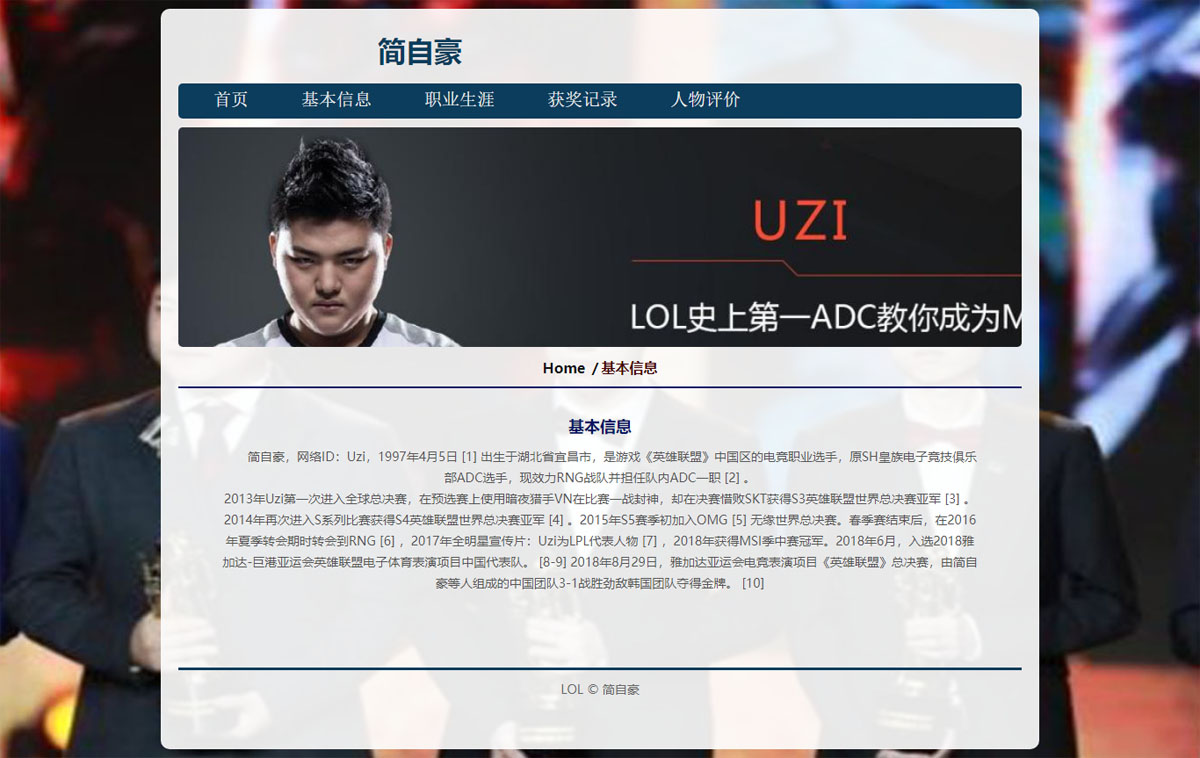 简自豪
首页 基本信息 职业生涯 获奖记录 人物评价
UZI
LOL史上第一ADC教你成为M
Home / 基本信息
基本信息
简自豪，网络ID：Uzi，1997年4月5日 [1] 出生于湖北省宜昌市，是游戏《英雄联盟》中国区的电竞职业选手，原SH皇族电子竞技俱乐
部ADC选手，现效力RNG战队并担任队内ADC一职 [2] 。
2013年Uzi第一次进入全球总决赛，在预选赛上使用暗夜猎手VN在比赛一战封神，却在决赛惜败SKT获得S3英雄联盟世界总决赛亚军 [3] 。
2014年再次进入S系列比赛获得S4英雄联盟世界总决赛亚军 [4] 。2015年S5赛季初加入OMG [5] 无缘世界总决赛。春季赛结束后，在2016
年夏季转会期时转会到RNG [6] ，2017年全明星宣传片：Uzi为LPL代表人物 [7] ，2018年获得MSI季中赛冠军。2018年6月，入选2018雅
加达-巨港亚运会英雄联盟电子体育表演项目中国代表队。 [8-9] 2018年8月29日，雅加达亚运会电竞表演项目《英雄联盟》总决赛，由简自
豪等人组成的中国团队3-1战胜劲敌韩国团队夺得金牌。 [10]
LOL © 简自豪